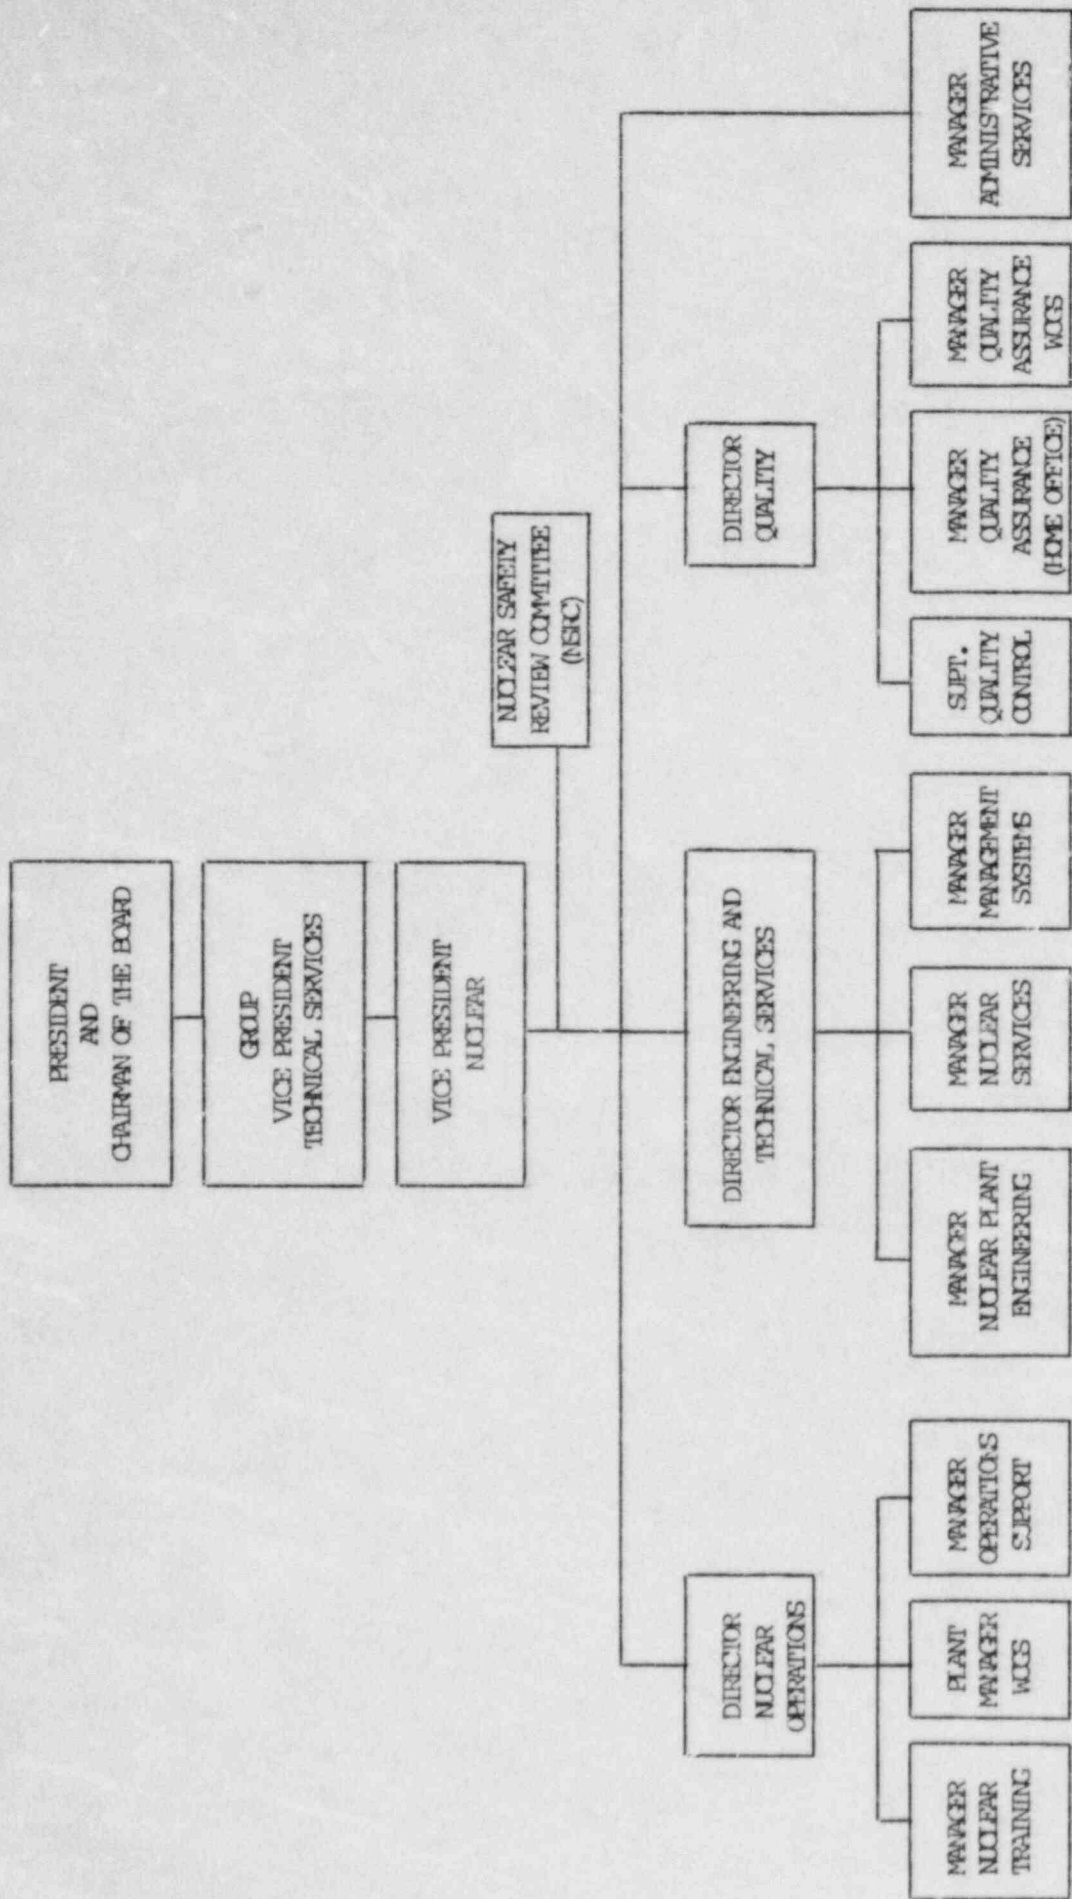 PRESIDENT
AND
CHAIRMAN OF THE BOARD
GROUP
VICE PRESIDENT
TECHNICAL SERVICES
VICE PRESIDENT
NUCLEAR
NUCLEAR SAFETY
REVIEW COMMITTEE
(NSRC)
DIRECTOR
NUCLEAR
OPERATIONS
DIRECTOR ENGINEERING AND
TECHNICAL SERVICES
DIRECTOR
QUALITY
MANAGER
NUCLEAR
TRAINING
PLANT
MANAGER
WCGS
MANAGER
OPERATIONS
SUPPORT
MANAGER
NUCLEAR PLANT
ENGINEERING
MANAGER
NUCLEAR
SERVICES
MANAGER
MANAGEMENT
SYSTEMS
SUPT.
QUALITY
CONTROL
MANAGER
QUALITY
ASSURANCE
(HOME OFFICE)
MANAGER
QUALITY
ASSURANCE
WCGS
MANAGER
ADMINISTRATIVE
SERVICES